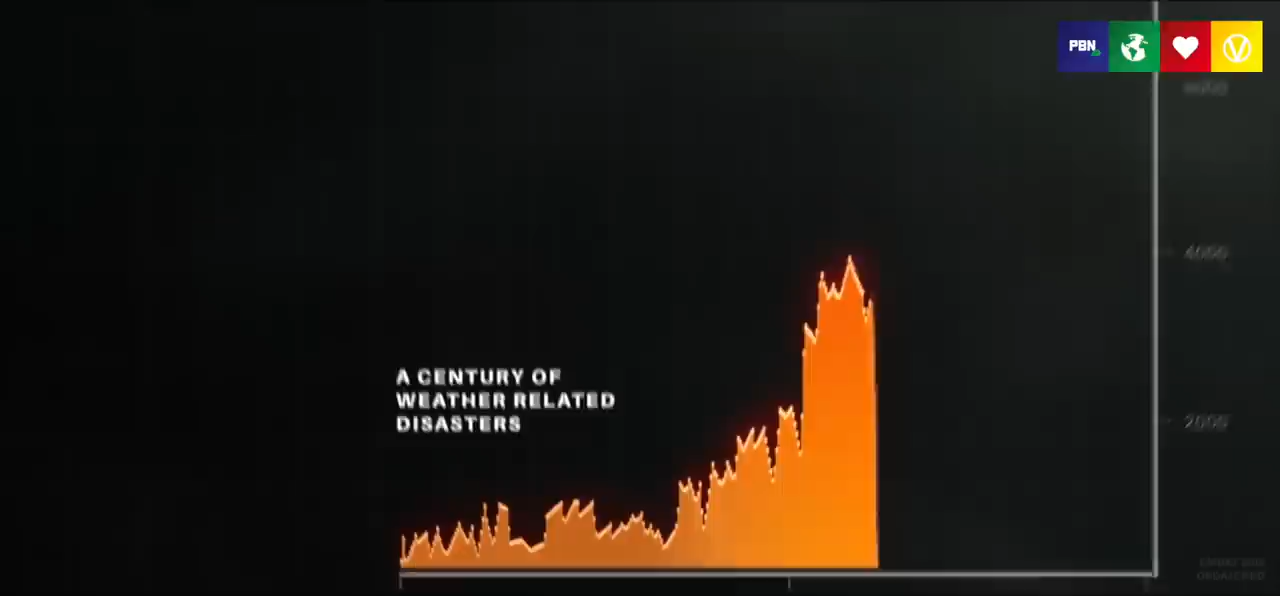 PBN
4000
A CENTURY OF
WEATHER RELATED
DISASTERS
2000